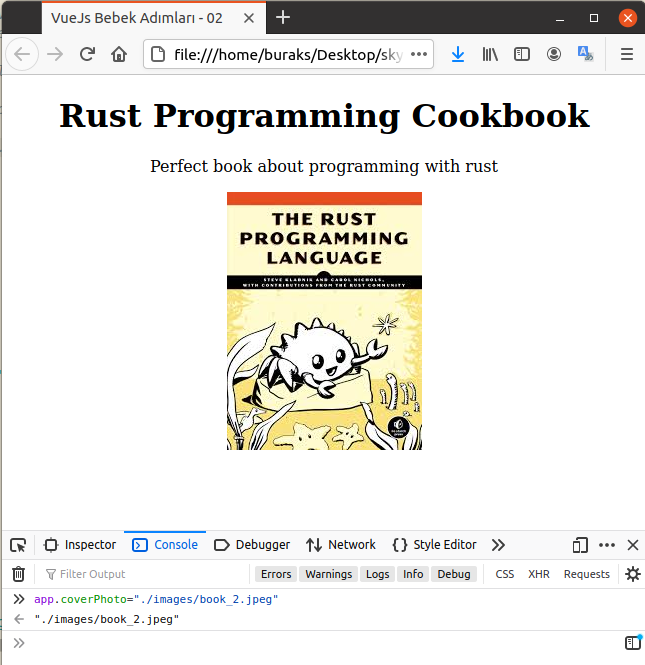 VueJs Bebek Adımları - 02
file:///home/buraks/Desktop/sky
Rust Programming Cookbook
Perfect book about programming with rust
THE RUST
PROGRAMMING
LANGUAGE
STEVE KLABNIK AND CAROL NICHOLS,
WITH CONTRIBUTIONS FROM THE RUST COMMUNITY
Inspector Console Debugger Network Style Editor
Filter Output Errors Warnings Logs Info Debug CSS XHR Requests
app.coverPhoto="./images/book_2.jpeg"
"./images/book_2.jpeg"